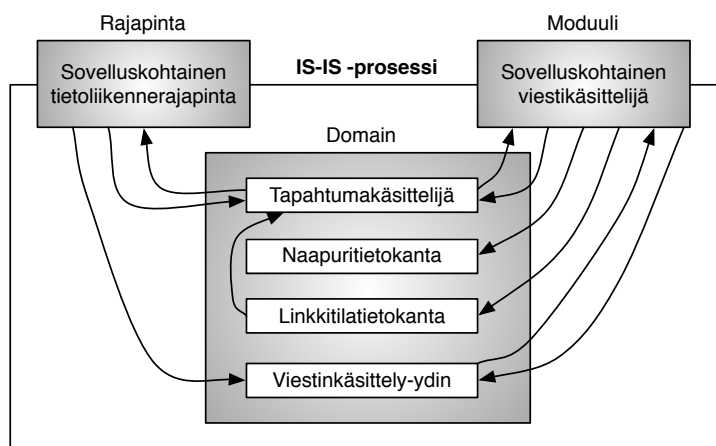 Rajapinta
Moduuli
Sovelluskohtainen
tietoliikennerajapinta
IS-IS -prosessi
Sovelluskohtainen
viestikäsittelijä
Domain
Tapahtumakäsittelijä
Naapuritietokanta
Linkkitilatietokanta
Viestinkäsittely-ydin